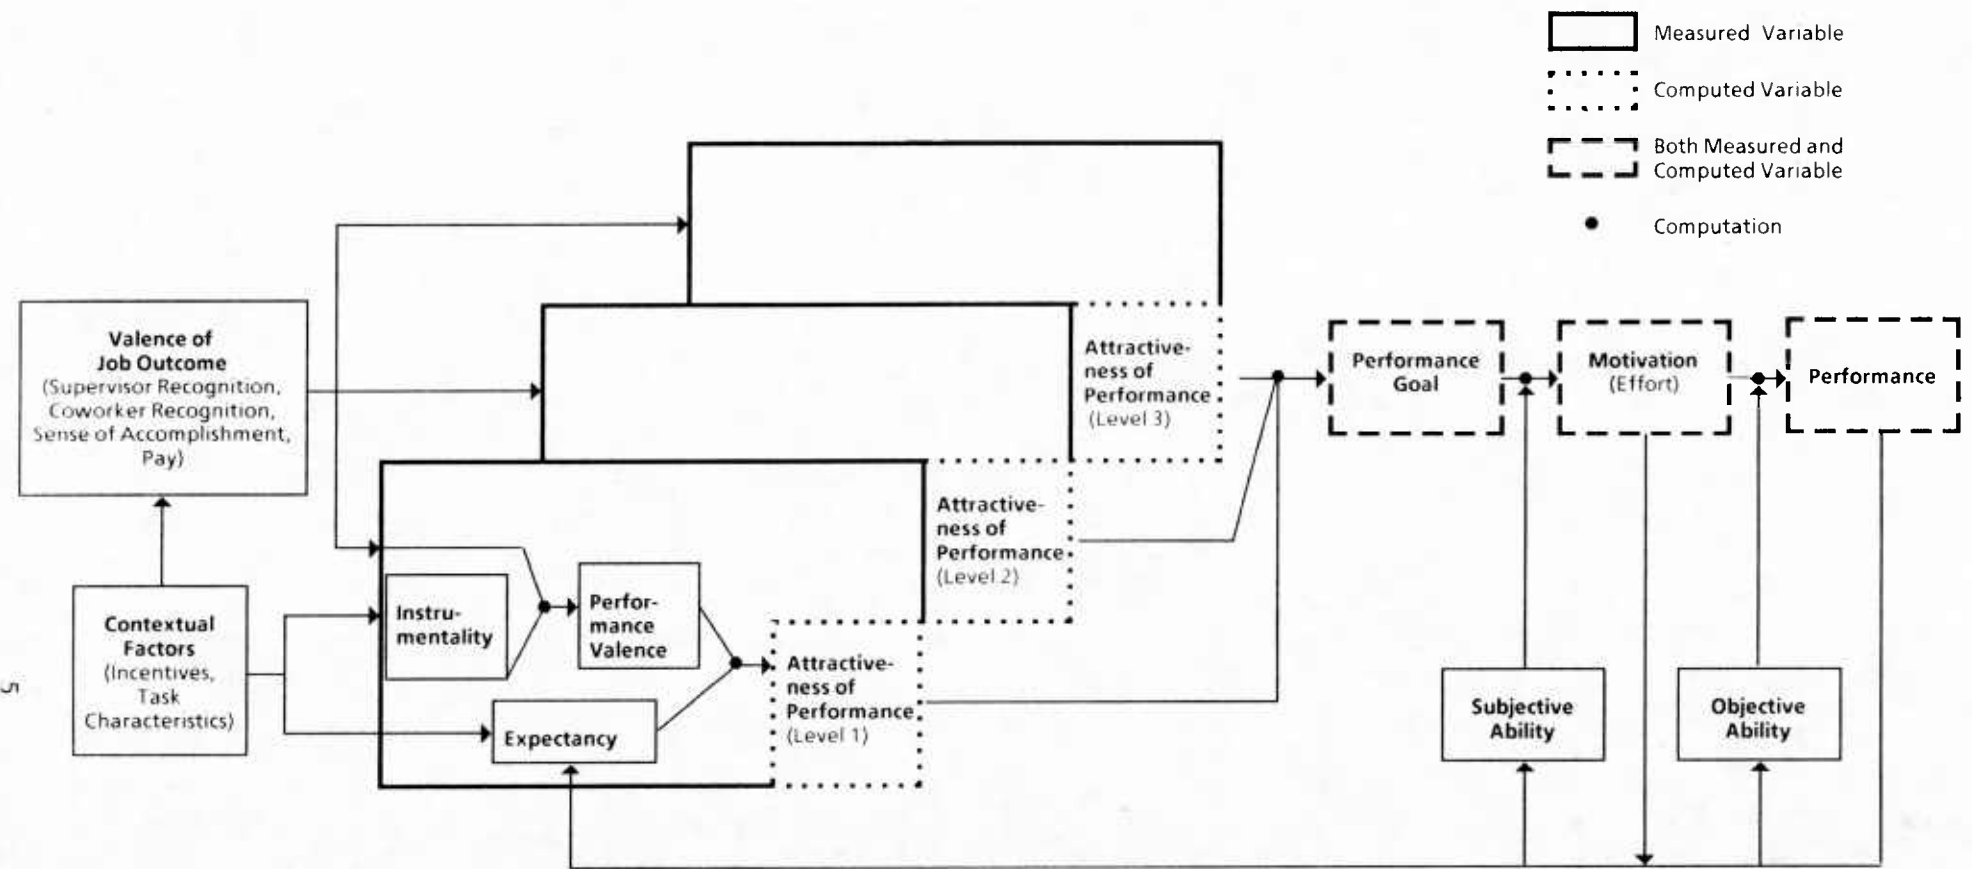 Measured Variable
Computed Variable
Both Measured and
Computed Variable
Computation
Valence of
Job Outcome
(Supervisor Recognition,
Coworker Recognition,
Sense of Accomplishment,
Pay)
Contextual
Factors
(Incentives,
Task
Characteristics)
Instru-
mentality
Perfor-
mance
Valence
Expectancy
Attractive-
ness of
Performance
(Level 1)
Attractive-
ness of
Performance
(Level 2)
Attractive-
ness of
Performance
(Level 3)
Performance
Goal
Motivation
(Effort)
Performance
Subjective
Ability
Objective
Ability
5